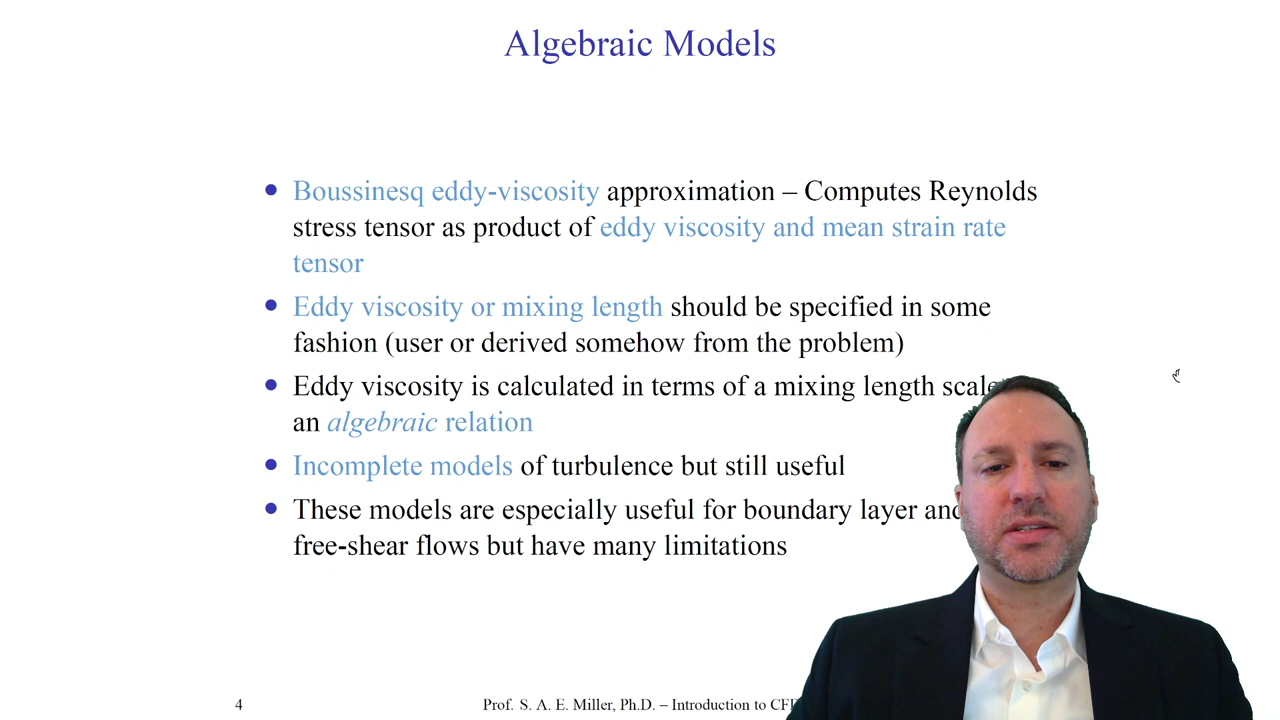 Algebraic Models
• Boussinesq eddy-viscosity approximation – Computes Reynolds
stress tensor as product of eddy viscosity and mean strain rate
tensor
• Eddy viscosity or mixing length should be specified in some
fashion (user or derived somehow from the problem)
• Eddy viscosity is calculated in terms of a mixing length scale
an algebraic relation
• Incomplete models of turbulence but still useful
• These models are especially useful for boundary layer and
free-shear flows but have many limitations
4 Prof. S. A. E. Miller, Ph.D. – Introduction to CFD